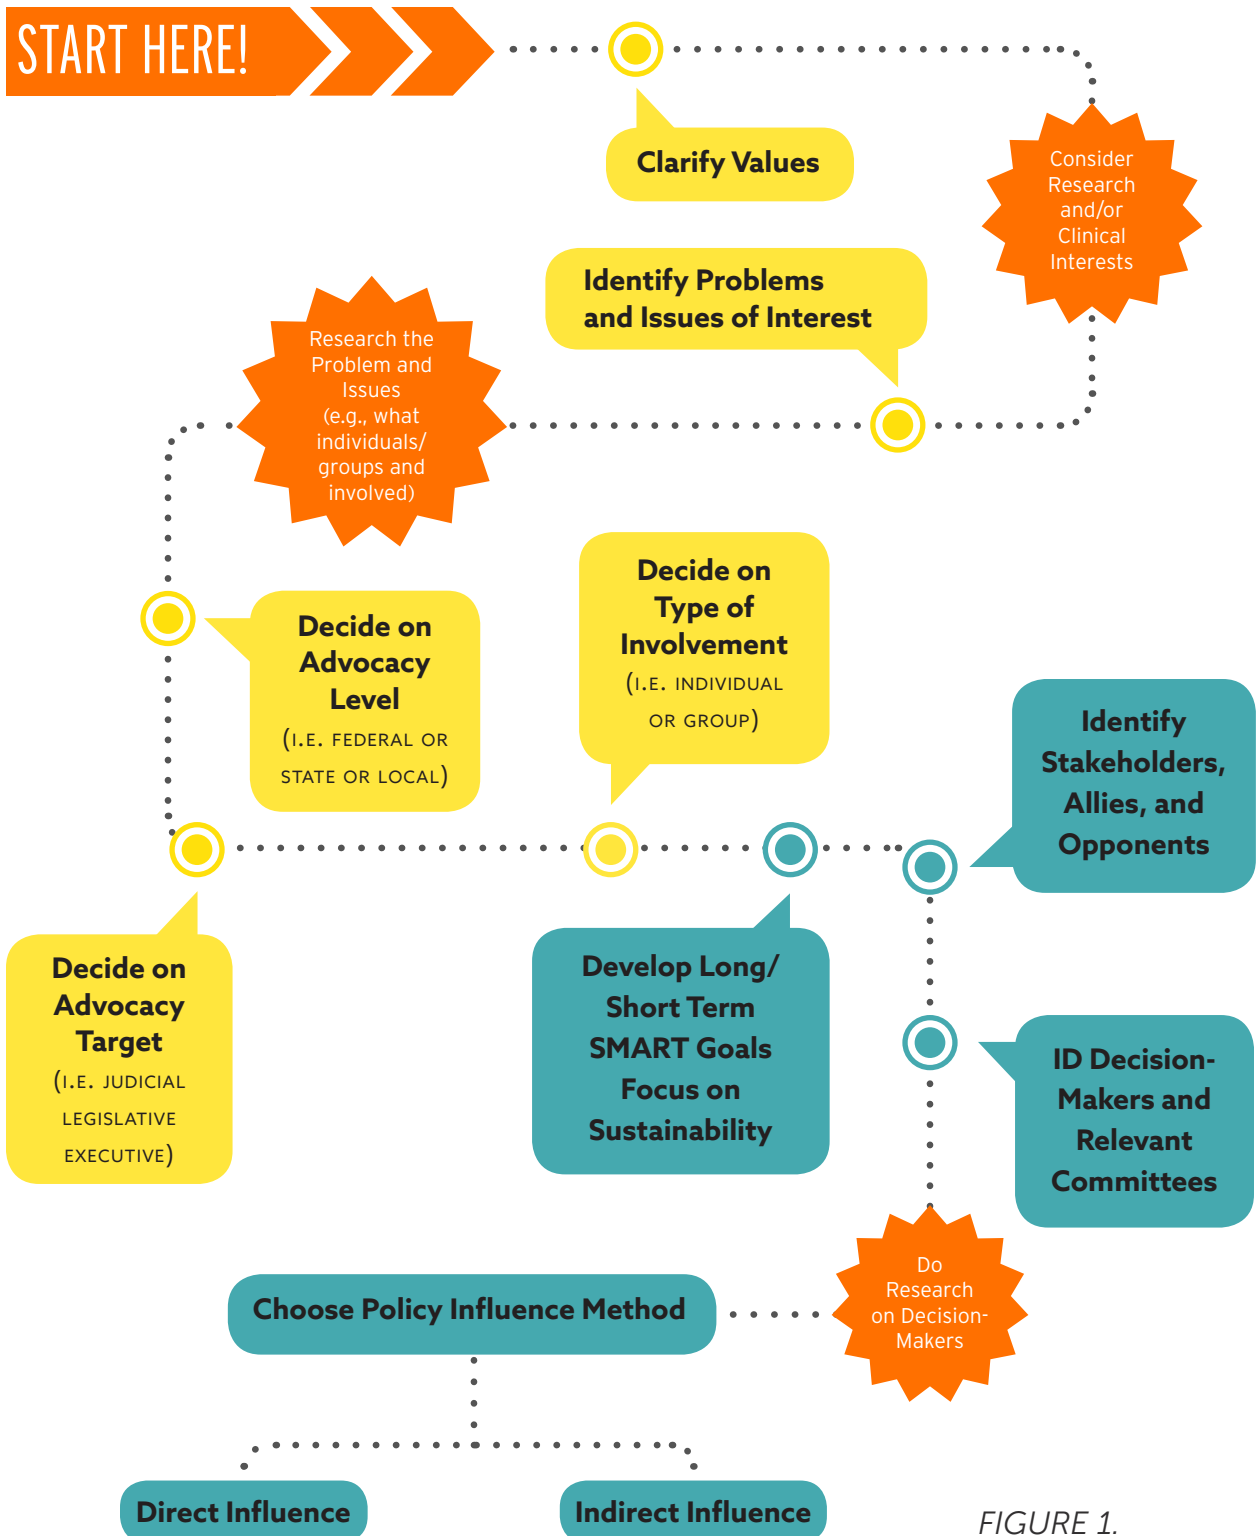 START HERE!
Clarify Values
Consider
Research
and/or
Clinical
Interests
Identify Problems
and Issues of Interest
Research the
Problem and
Issues
(e.g., what
individuals/
groups and
involved)
Decide on
Advocacy
Level
(I.E. FEDERAL OR
STATE OR LOCAL)
Decide on
Advocacy
Target
(I.E. JUDICIAL
LEGISLATIVE
EXECUTIVE)
Decide on
Type of
Involvement
(I.E. INDIVIDUAL
OR GROUP)
Develop Long/
Short Term
SMART Goals
Focus on
Sustainability
Identify
Stakeholders,
Allies, and
Opponents
ID Decision-
Makers and
Relevant
Committees
Do
Research
on Decision-
Makers
Choose Policy Influence Method
Direct Influence
Indirect Influence
FIGURE 1.